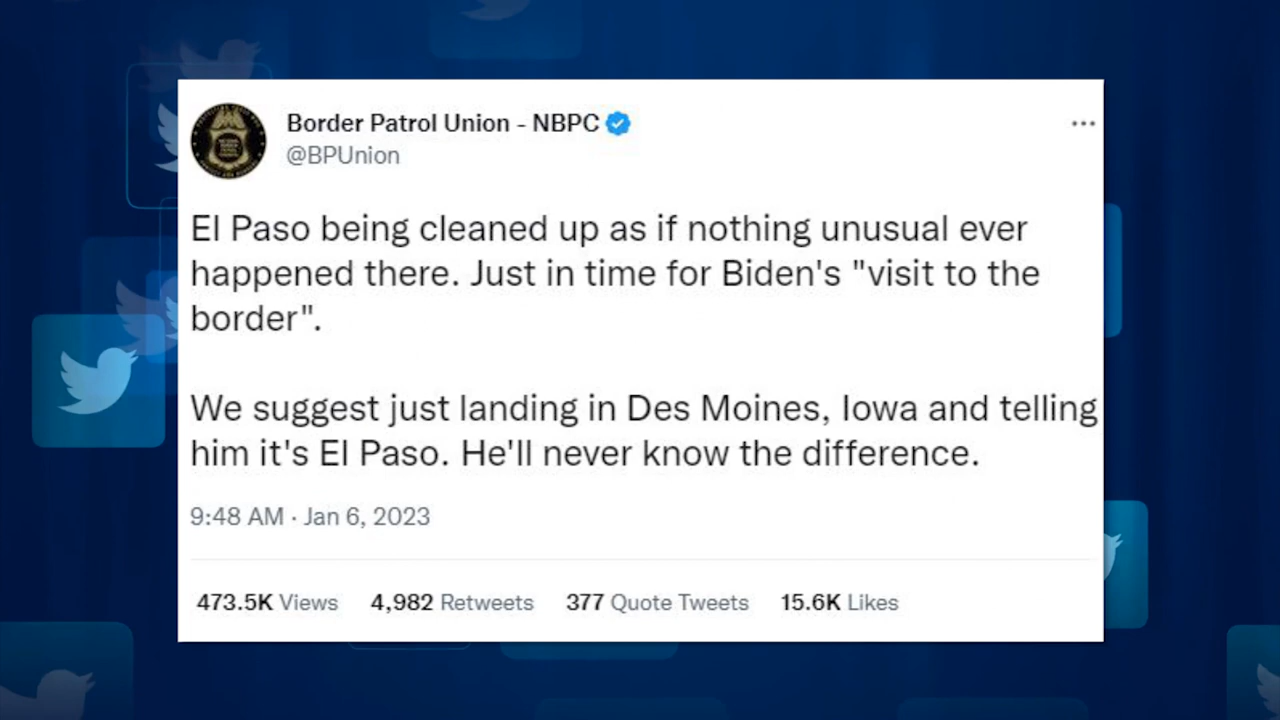 Border Patrol Union - NBPC
@BPUnion
El Paso being cleaned up as if nothing unusual ever
happened there. Just in time for Biden's "visit to the
border".
We suggest just landing in Des Moines, Iowa and telling
him it's El Paso. He'll never know the difference.
9:48 AM · Jan 6, 2023
473.5K Views 4,982 Retweets 377 Quote Tweets 15.6K Likes